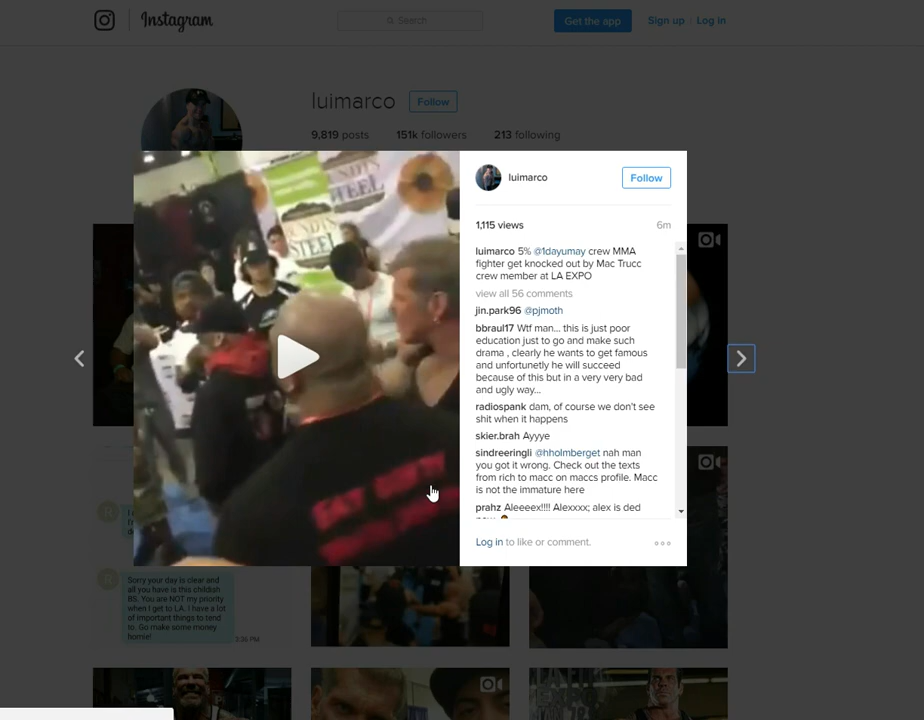 Instagram
Search
Get the app
Sign up
Log in
luimarco
Follow
9,819 posts
151k followers
213 following
luimarco
Follow
1,115 views
6m
luimarco 5% @1dayumay crew MMA
fighter get knocked out by Mac Trucc
crew member at LA EXPO
view all 56 comments
jin.park96 @pjmoth
bbraul17 Wtf man... this is just poor
education just to go and make such
drama , clearly he wants to get famous
and unfortunetly he will succeed
because of this but in a very very bad
and ugly way...
radiospank dam, of course we don't see
shit when it happens
skier.brah Ayyye
sindreeringli @hholmberget nah man
you got it wrong. Check out the texts
from rich to macc on maccs profile. Macc
is not the immature here
prahz Aleeeex!!!! Alexxxx; alex is ded
Log in to like or comment.
STEEL
Sorry your day Is clear and
all you have is this childish
BS. You are NOT my priority
when I get to LA. I have a lot
of important things to tend
to. Go make some money
homie!
3:36 PM